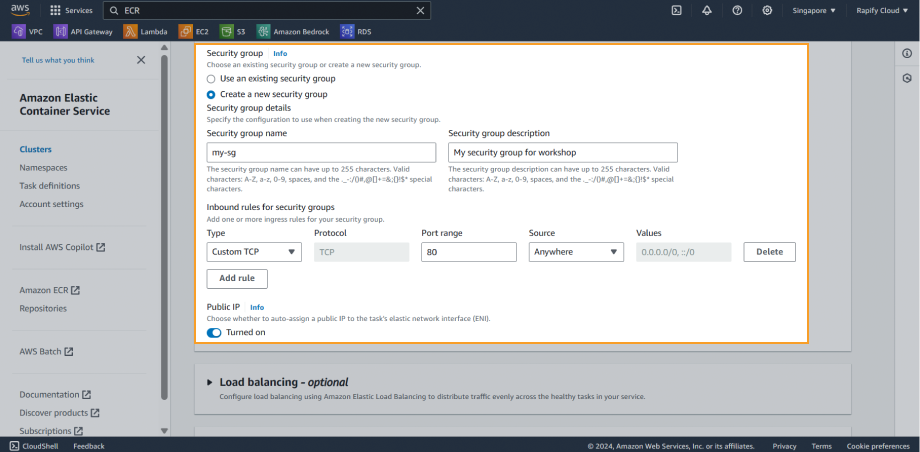 aws
Services
ECR
Singapore
Rapify Cloud
VPC
API Gateway
Lambda
EC2
S3
Amazon Bedrock
RDS
Tell us what you think
Amazon Elastic
Container Service
Clusters
Namespaces
Task definitions
Account settings
Install AWS Copilot
Amazon ECR
Repositories
AWS Batch
Documentation
Discover products
Subscriptions
Security group Info
Choose an existing security group or create a new security group.
Use an existing security group
Create a new security group
Security group details
Specify the configuration to use when creating the new security group.
Security group name
my-sg
The security group name can have up to 255 characters. Valid
characters: A-Z, a-z, 0-9, spaces, and the ._-:/()#,@[]+=&;{}!$* special
characters.
Security group description
My security group for workshop
The security group description can have up to 255 characters. Valid
characters: A-Z, a-z, 0-9, spaces, and the ._-:/()#,@[]+=&;{}!$* special
characters.
Inbound rules for security groups
Add one or more ingress rules for your security group.
Type Protocol Port range Source Values
Custom TCP TCP 80 Anywhere 0.0.0.0/0, ::/0 Delete
Add rule
Public IP Info
Choose whether to auto-assign a public IP to the task's elastic network interface (ENI).
Turned on
Load balancing - optional
Configure load balancing using Amazon Elastic Load Balancing to distribute traffic evenly across the healthy tasks in your service.
CloudShell Feedback © 2024, Amazon Web Services, Inc. or its affiliates. Privacy Terms Cookie preferences